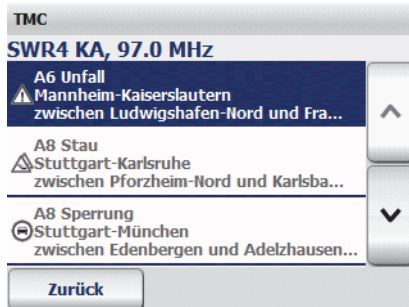 TMC
SWR4 KA, 97.0 MHz
A6 Unfall
Mannheim-Kaiserslautern
zwischen Ludwigshafen-Nord und Fra...
A8 Stau
Stuttgart-Karlsruhe
zwischen Pforzheim-Nord und Karlsba...
A8 Sperrung
Stuttgart-München
zwischen Edenbergen und Adelzhausen...
Zurück